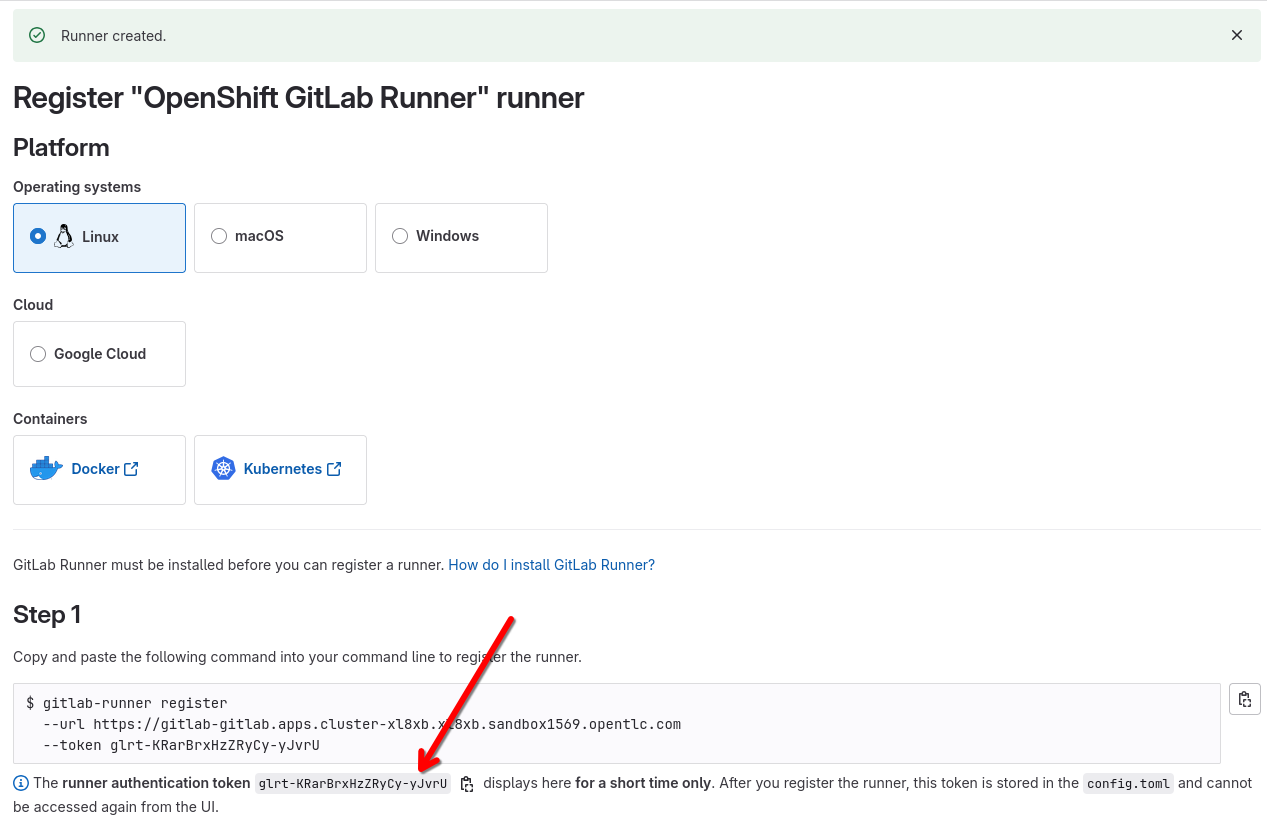 Runner created.
Register "OpenShift GitLab Runner" runner
Platform
Operating systems
Linux
macOS
Windows
Cloud
Google Cloud
Containers
Docker
Kubernetes
GitLab Runner must be installed before you can register a runner. How do I install GitLab Runner?
Step 1
Copy and paste the following command into your command line to register the runner.
$ gitlab-runner register
--url https://gitlab-gitlab.apps.cluster-xl8xb.xl8xb.sandbox1569.opentlc.com
--token glrt-KRarBrxHzZRyCy-yJvrU
The runner authentication token glrt-KRarBrxHzZRyCy-yJvrU displays here for a short time only. After you register the runner, this token is stored in the config.toml and cannot
be accessed again from the UI.